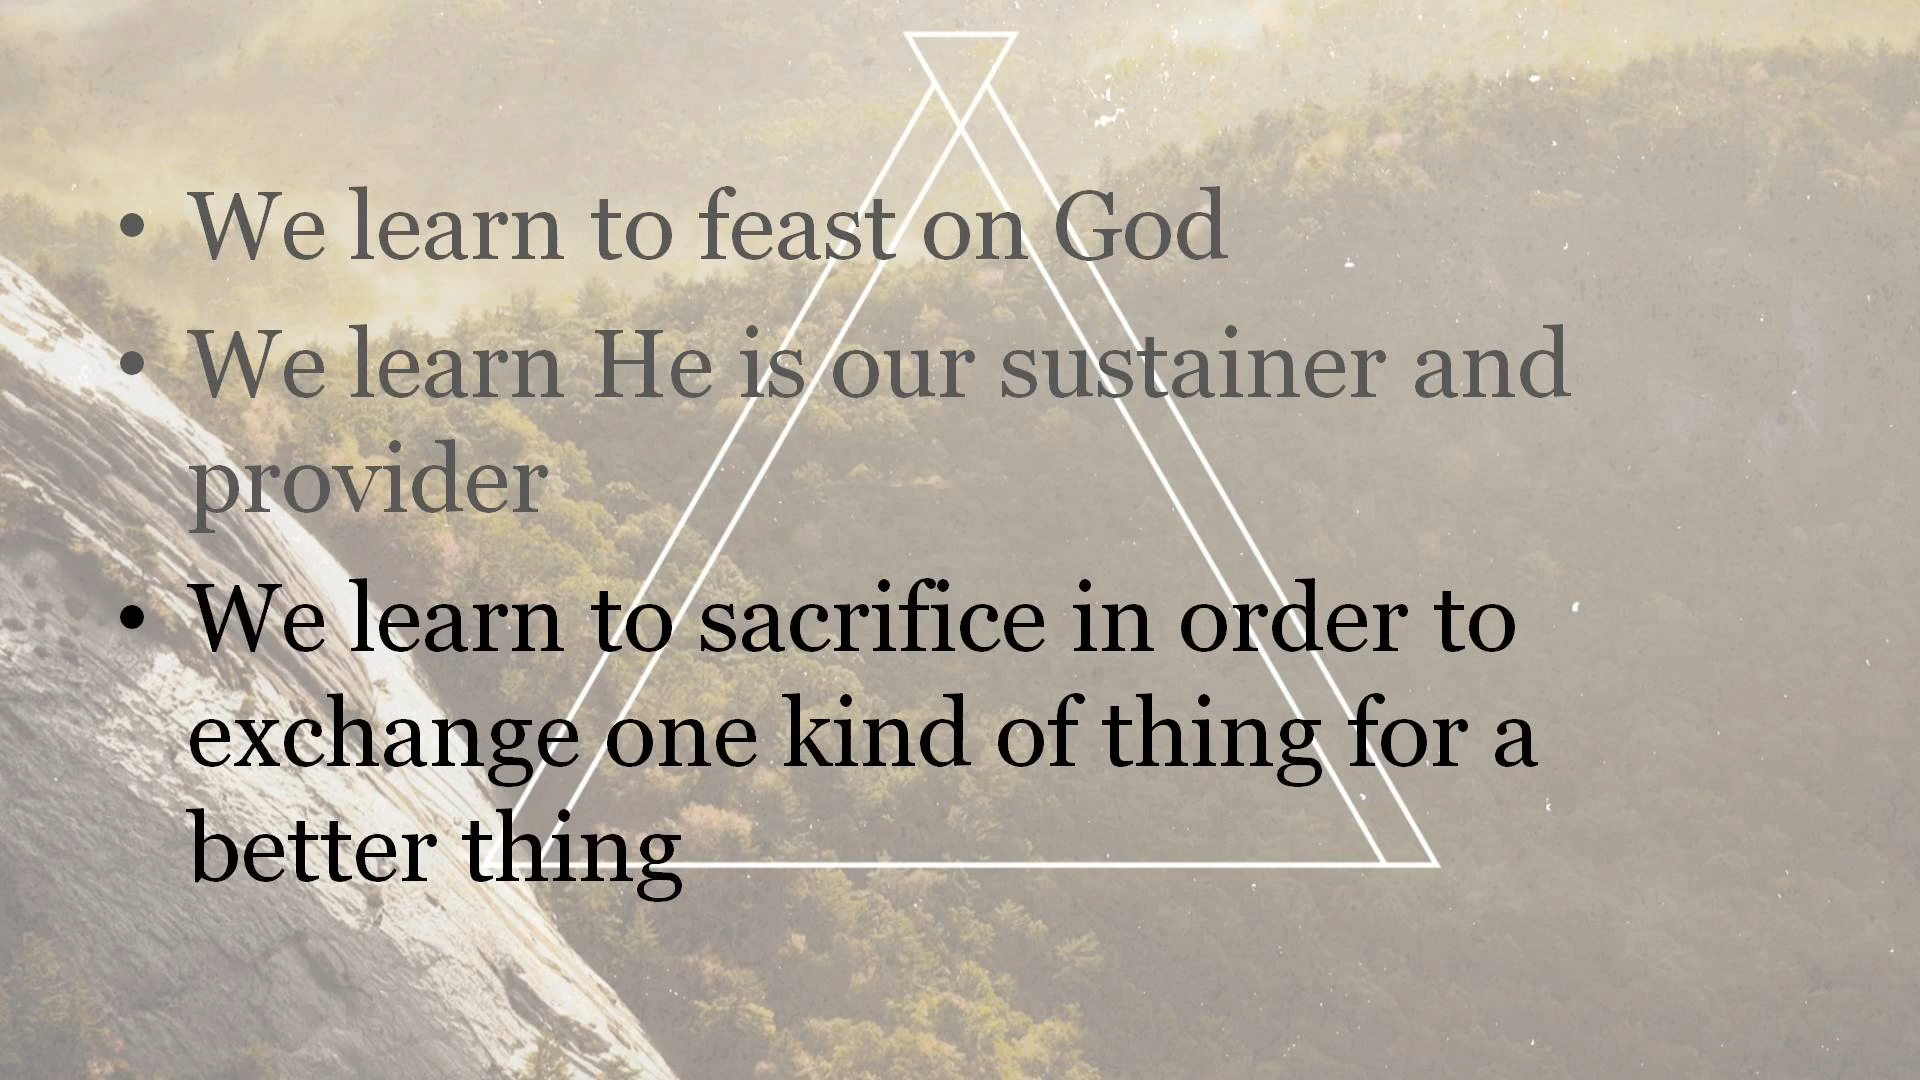 • We learn to feast on God
• We learn He is our sustainer and
provider
• We learn to sacrifice in order to
exchange one kind of thing for a
better thing